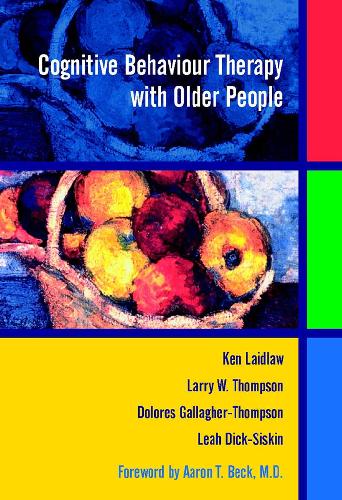 Cognitive Behaviour Therapy
with Older People
Ken Laidlaw
Larry W. Thompson
Dolores Gallagher-Thompson
Leah Dick-Siskin
Foreword by Aaron T. Beck, M.D.